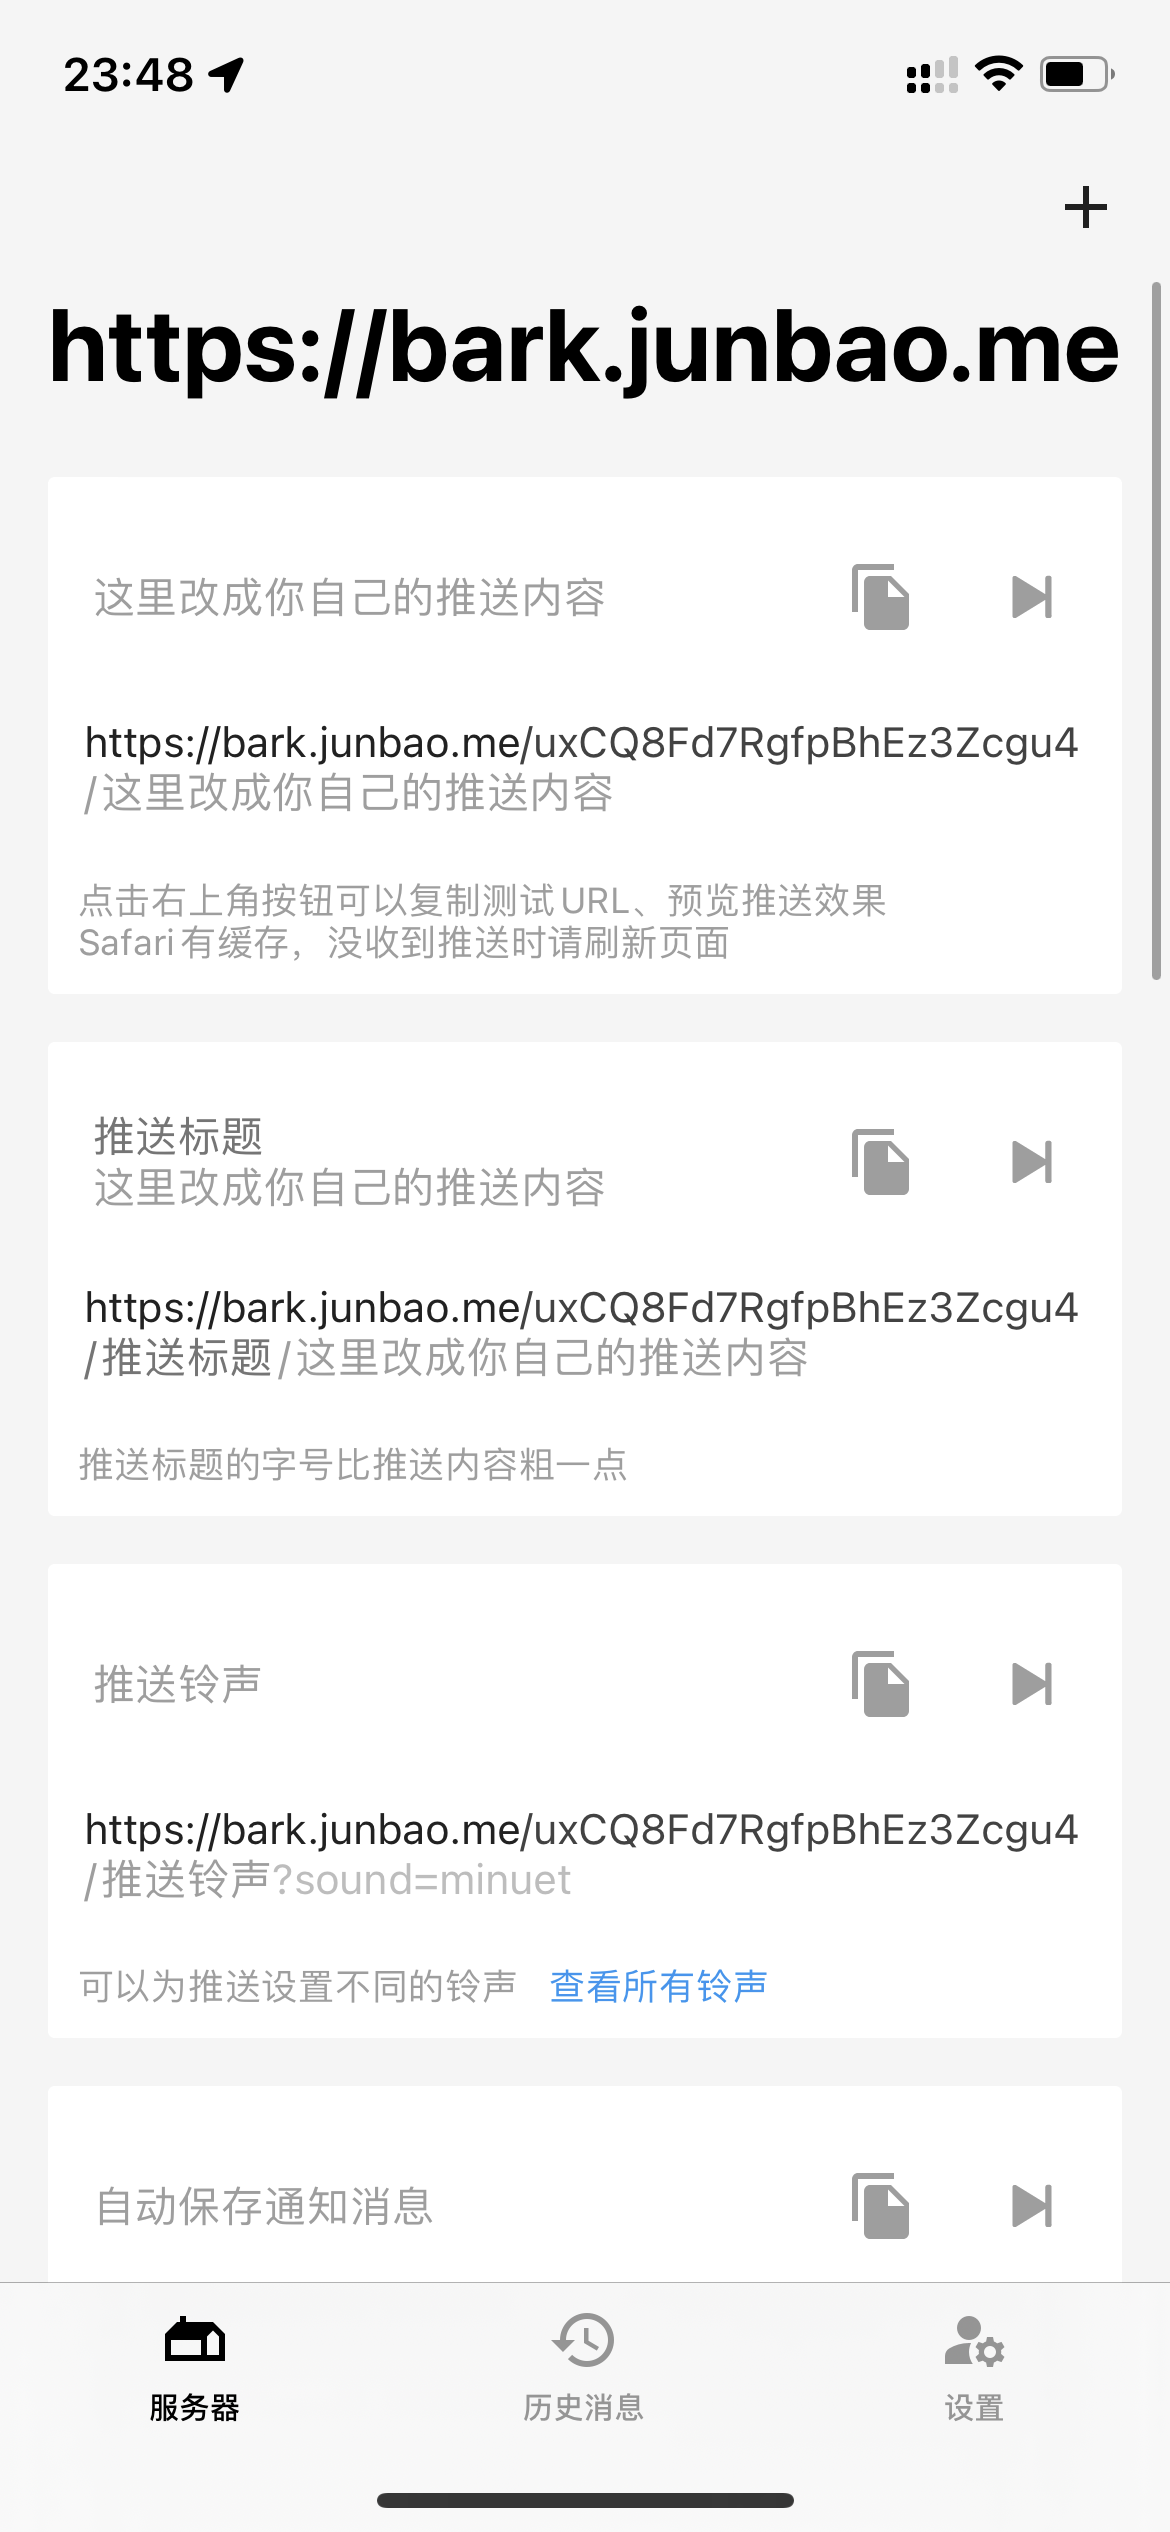 23:48
https://bark.junbao.me
这里改成你自己的推送内容
https://bark.junbao.me/uxCQ8Fd7RgfpBhEz3Zcgu4
/这里改成你自己的推送内容
点击右上角按钮可以复制测试URL、预览推送效果
Safari有缓存，没收到推送时请刷新页面
推送标题
这里改成你自己的推送内容
https://bark.junbao.me/uxCQ8Fd7RgfpBhEz3Zcgu4
/推送标题/这里改成你自己的推送内容
推送标题的字号比推送内容粗一点
推送铃声
https://bark.junbao.me/uxCQ8Fd7RgfpBhEz3Zcgu4
/推送铃声?sound=minuet
可以为推送设置不同的铃声 查看所有铃声
自动保存通知消息
服务器 历史消息 设置